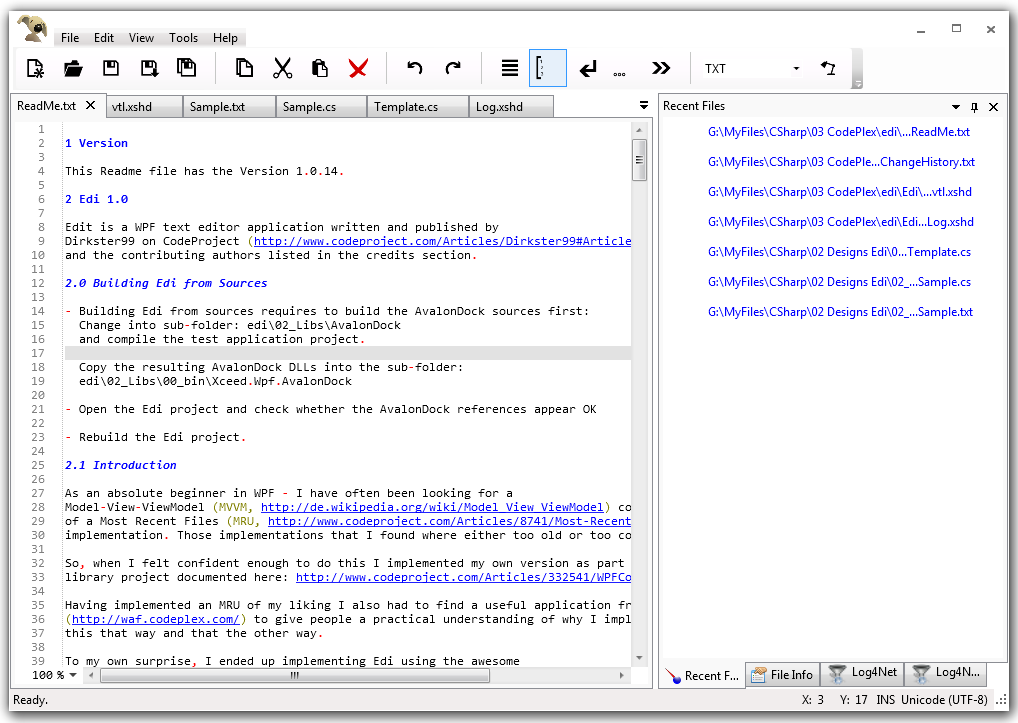 File Edit View Tools Help
TXT
ReadMe.txt vtl.xshd Sample.txt Sample.cs Template.cs Log.xshd
1
2 1 Version
3
4 This Readme file has the Version 1.0.14.
5
6 2 Edi 1.0
7
8 Edit is a WPF text editor application written and published by
9 Dirkster99 on CodeProject (http://www.codeproject.com/Articles/Dirkster99#Article
10 and the contributing authors listed in the credits section.
11
12 2.0 Building Edi from Sources
13
14 - Building Edi from sources requires to build the AvalonDock sources first:
15 Change into sub-folder: edi\02_Libs\AvalonDock
16 and compile the test application project.
17
18 Copy the resulting AvalonDock DLLs into the sub-folder:
19 edi\02_Libs\00_bin\Xceed.Wpf.AvalonDock
20
21 - Open the Edi project and check whether the AvalonDock references appear OK
22
23 - Rebuild the Edi project.
24
25 2.1 Introduction
26
27 As an absolute beginner in WPF - I have often been looking for a
28 Model-View-ViewModel (MVVM, http://de.wikipedia.org/wiki/Model_View_ViewModel) co
29 of a Most Recent Files (MRU, http://www.codeproject.com/Articles/8741/Most-Recent
30 implementation. Those implementations that I found where either too old or too co
31
32 So, when I felt confident enough to do this I implemented my own version as part
33 library project documented here: http://www.codeproject.com/Articles/332541/WPFCo
34
35 Having implemented an MRU of my liking I also had to find a useful application fr
36 (http://waf.codeplex.com/) to give people a practical understanding of why I impl
37 this that way and that the other way.
38
39 To my own surprise, I ended up implementing Edi using the awesome
100 %
Recent Files
G:\MyFiles\CSharp\03 CodePlex\edi\...ReadMe.txt
G:\MyFiles\CSharp\03 CodePle...ChangeHistory.txt
G:\MyFiles\CSharp\03 CodePlex\edi\Edi\...vtl.xshd
G:\MyFiles\CSharp\03 CodePlex\edi\Edi...Log.xshd
G:\MyFiles\CSharp\02 Designs Edi\0...Template.cs
G:\MyFiles\CSharp\02 Designs Edi\02_...Sample.cs
G:\MyFiles\CSharp\02 Designs Edi\02_...Sample.txt
Recent F... File Info Log4Net Log4N...
Ready. X: 3 Y: 17 INS Unicode (UTF-8)